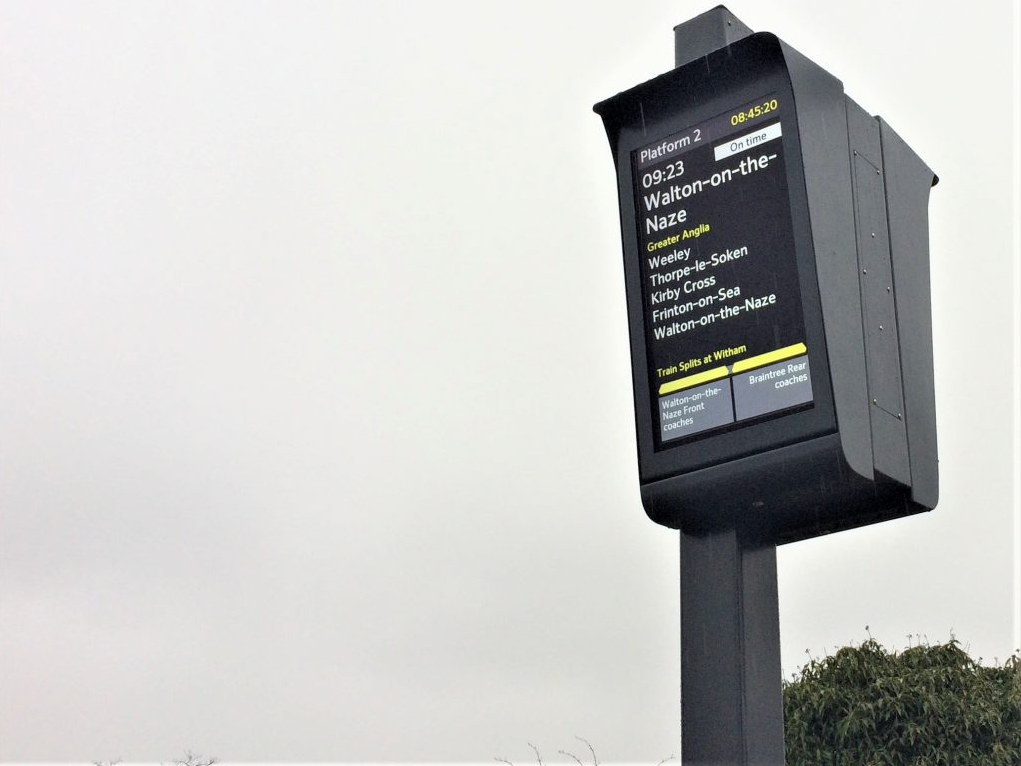 Platform 2 08:45:20
09:23 On time
Walton-on-the-
Naze
Greater Anglia
Weeley
Thorpe-le-Soken
Kirby Cross
Frinton-on-Sea
Walton-on-the-Naze
Train Splits at Witham
Walton-on-the-
Naze Front
coaches
Braintree Rear
coaches